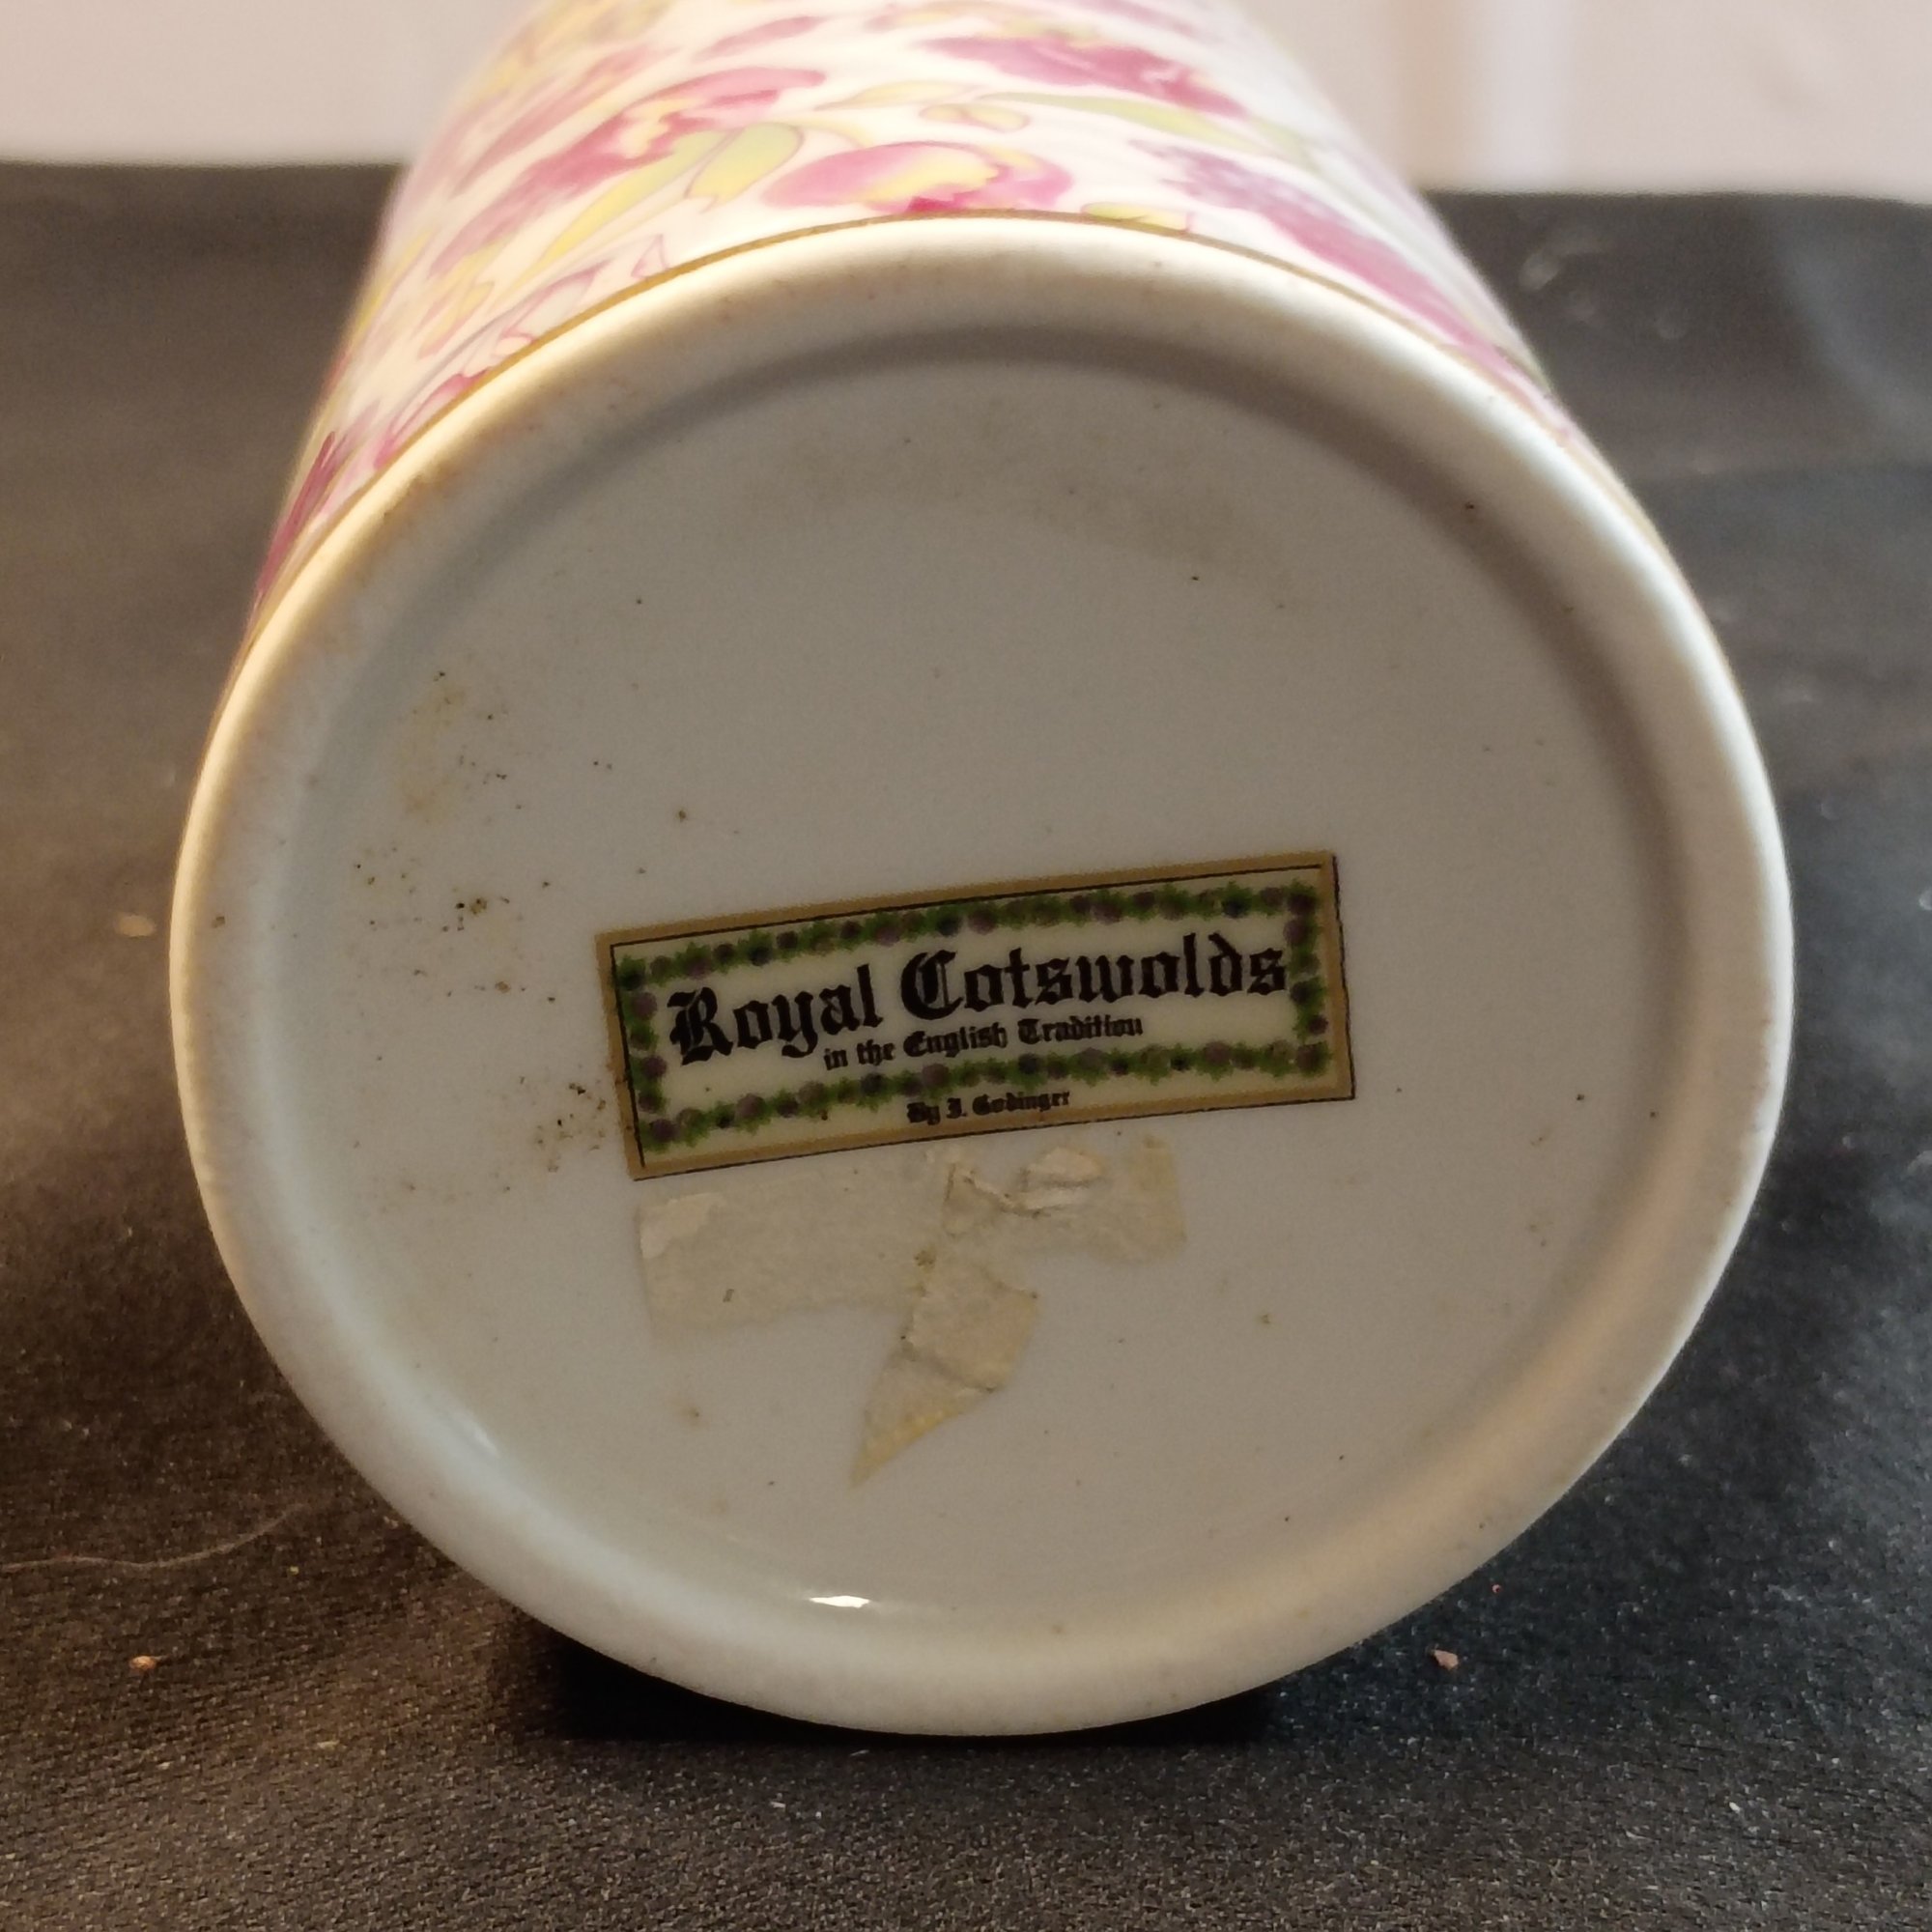 Royal Cotswolds
in the English Tradition
By J. Godinger